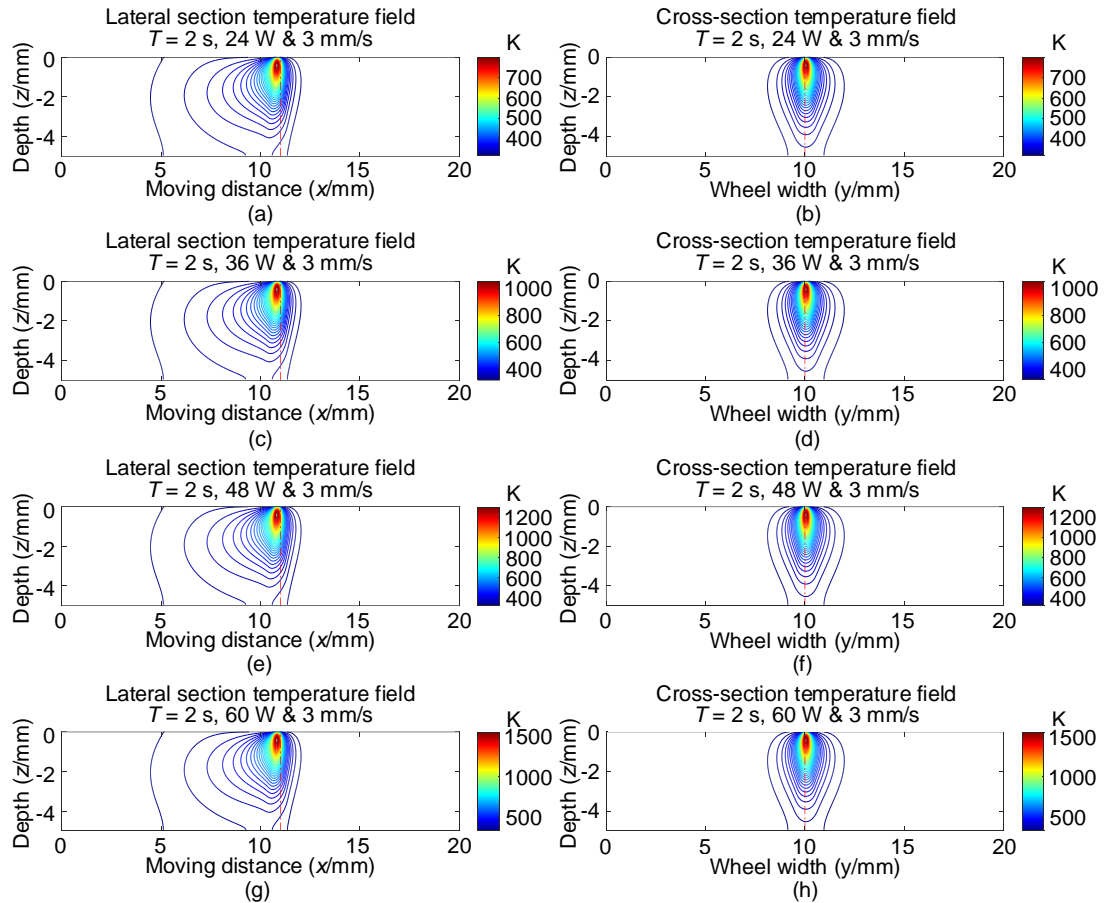 Lateral section temperature field
T = 2 s, 24 W & 3 mm/s
K
0
-2
-4
Depth (z/mm)
0 5 10 15 20
700
600
500
400
Moving distance (x/mm)
(a)
Cross-section temperature field
T = 2 s, 24 W & 3 mm/s
K
0
-2
-4
Depth (z/mm)
0 5 10 15 20
700
600
500
400
Wheel width (y/mm)
(b)
Lateral section temperature field
T = 2 s, 36 W & 3 mm/s
K
0
-2
-4
Depth (z/mm)
0 5 10 15 20
1000
800
600
400
Moving distance (x/mm)
(c)
Cross-section temperature field
T = 2 s, 36 W & 3 mm/s
K
0
-2
-4
Depth (z/mm)
0 5 10 15 20
1000
800
600
400
Wheel width (y/mm)
(d)
Lateral section temperature field
T = 2 s, 48 W & 3 mm/s
K
0
-2
-4
Depth (z/mm)
0 5 10 15 20
1200
1000
800
600
400
Moving distance (x/mm)
(e)
Cross-section temperature field
T = 2 s, 48 W & 3 mm/s
K
0
-2
-4
Depth (z/mm)
0 5 10 15 20
1200
1000
800
600
400
Wheel width (y/mm)
(f)
Lateral section temperature field
T = 2 s, 60 W & 3 mm/s
K
0
-2
-4
Depth (z/mm)
0 5 10 15 20
1500
1000
500
Moving distance (x/mm)
(g)
Cross-section temperature field
T = 2 s, 60 W & 3 mm/s
K
0
-2
-4
Depth (z/mm)
0 5 10 15 20
1500
1000
500
Wheel width (y/mm)
(h)